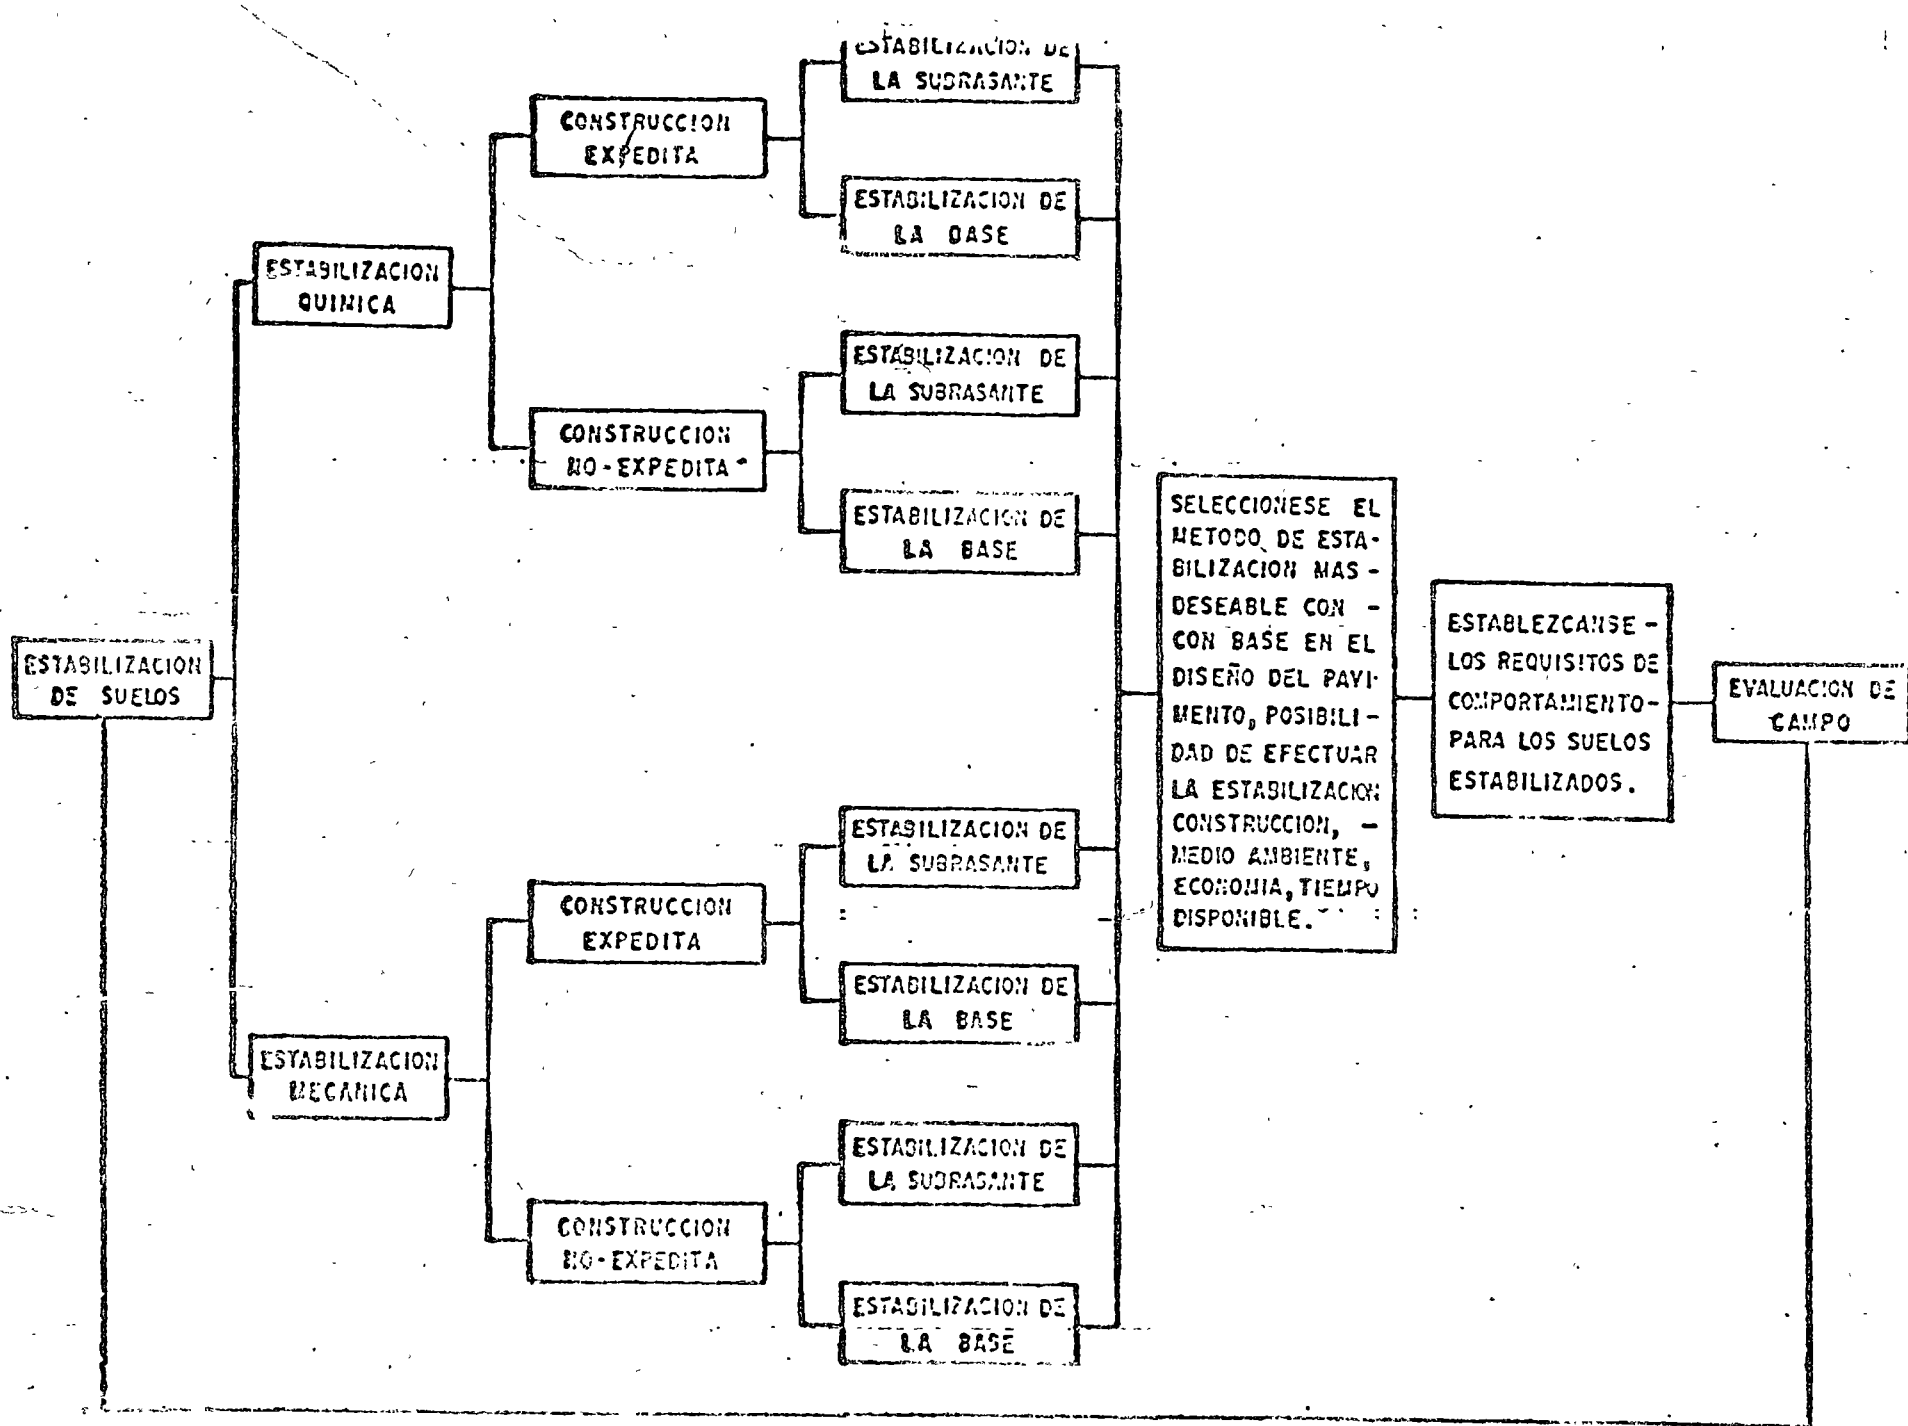 ESTABILIZACION DE
LA SUBRASANTE
CONSTRUCCION
EXPEDITA
ESTABILIZACION DE
LA BASE
ESTABILIZACION
QUIMICA
ESTABILIZACION DE
LA SUBRASANTE
CONSTRUCCION
NO-EXPEDITA
ESTABILIZACION DE
LA BASE
ESTABILIZACION
DE SUELOS
ESTABILIZACION DE
LA SUBRASANTE
CONSTRUCCION
EXPEDITA
ESTABILIZACION DE
LA BASE
ESTABILIZACION
MECANICA
ESTABILIZACION DE
LA SUBRASANTE
CONSTRUCCION
NO-EXPEDITA
ESTABILIZACION DE
LA BASE
SELECCIONESE EL
METODO DE ESTA-
BILIZACION MAS -
DESEABLE CON -
CON BASE EN EL
DISEÑO DEL PAVI-
MENTO, POSIBILI-
DAD DE EFECTUAR
LA ESTABILIZACION
CONSTRUCCION, -
MEDIO AMBIENTE,
ECONOMIA, TIEMPO
DISPONIBLE.
ESTABLEZCANSE -
LOS REQUISITOS DE
COMPORTAMIENTO-
PARA LOS SUELOS
ESTABILIZADOS.
EVALUACION DE
CAMPO